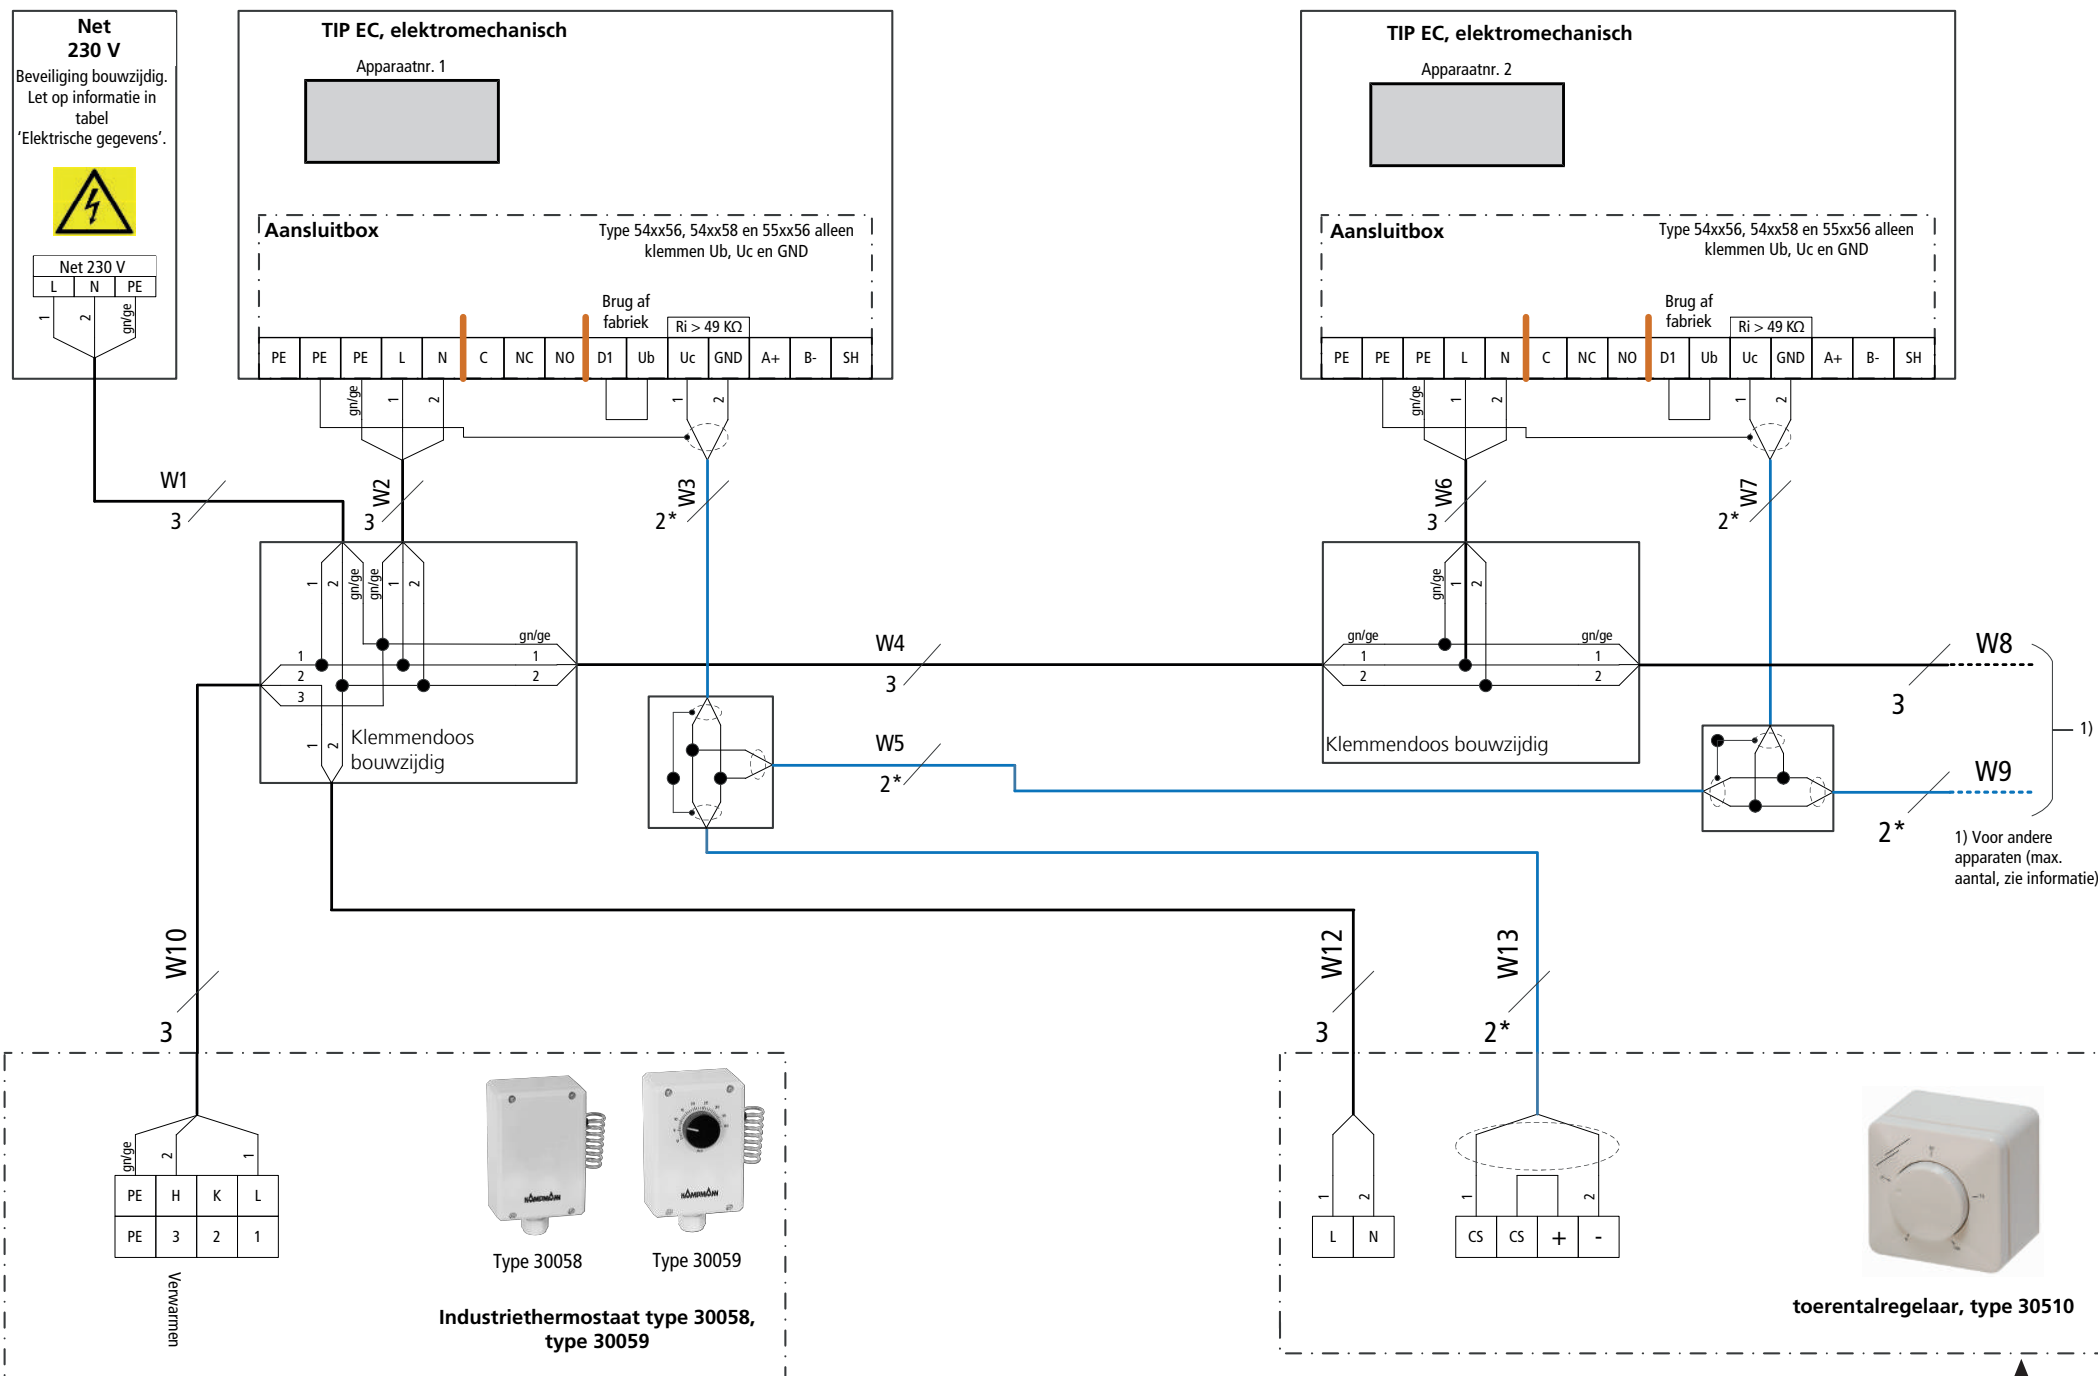 Net
230 V
Beveiliging bouwzijdig.
Let op informatie in
tabel
‘Elektrische gegevens’.
Net 230 V
L N PE
1 2 gn/ge
TIP EC, elektromechanisch
Apparaatnr. 1
Aansluitbox
Type 54xx56, 54xx58 en 55xx56 alleen
klemmen Ub, Uc en GND
Brug af
fabriek
Ri > 49 KΩ
PE PE PE L N C NC NO D1 Ub Uc GND A+ B- SH
gn/ge 1 2 1 2
TIP EC, elektromechanisch
Apparaatnr. 2
Aansluitbox
Type 54xx56, 54xx58 en 55xx56 alleen
klemmen Ub, Uc en GND
Brug af
fabriek
Ri > 49 KΩ
PE PE PE L N C NC NO D1 Ub Uc GND A+ B- SH
gn/ge 1 2 1 2
W1
3
W2
3
W3
2*
W6
3
W7
2*
1 2 gn/ge gn/ge 1 2
gn/ge
1
2
1
2
3
1 2
Klemmendoos
bouwzijdig
W4
3
W5
2*
gn/ge 1 2
gn/ge
1
2
gn/ge
1
2
Klemmendoos bouwzijdig
W8
3
W9
2*
1)
1) Voor andere
apparaten (max.
aantal, zie informatie)
W10
3
W12
3
W13
2*
gn/ge 2 1
PE H K L
PE 3 2 1
Verwarmen
KAMPMANN
KAMPMANN
Type 30058
Type 30059
Industriethermostaat type 30058,
type 30059
1 2
L N
1 2
CS CS + -
toerentalregelaar, type 30510